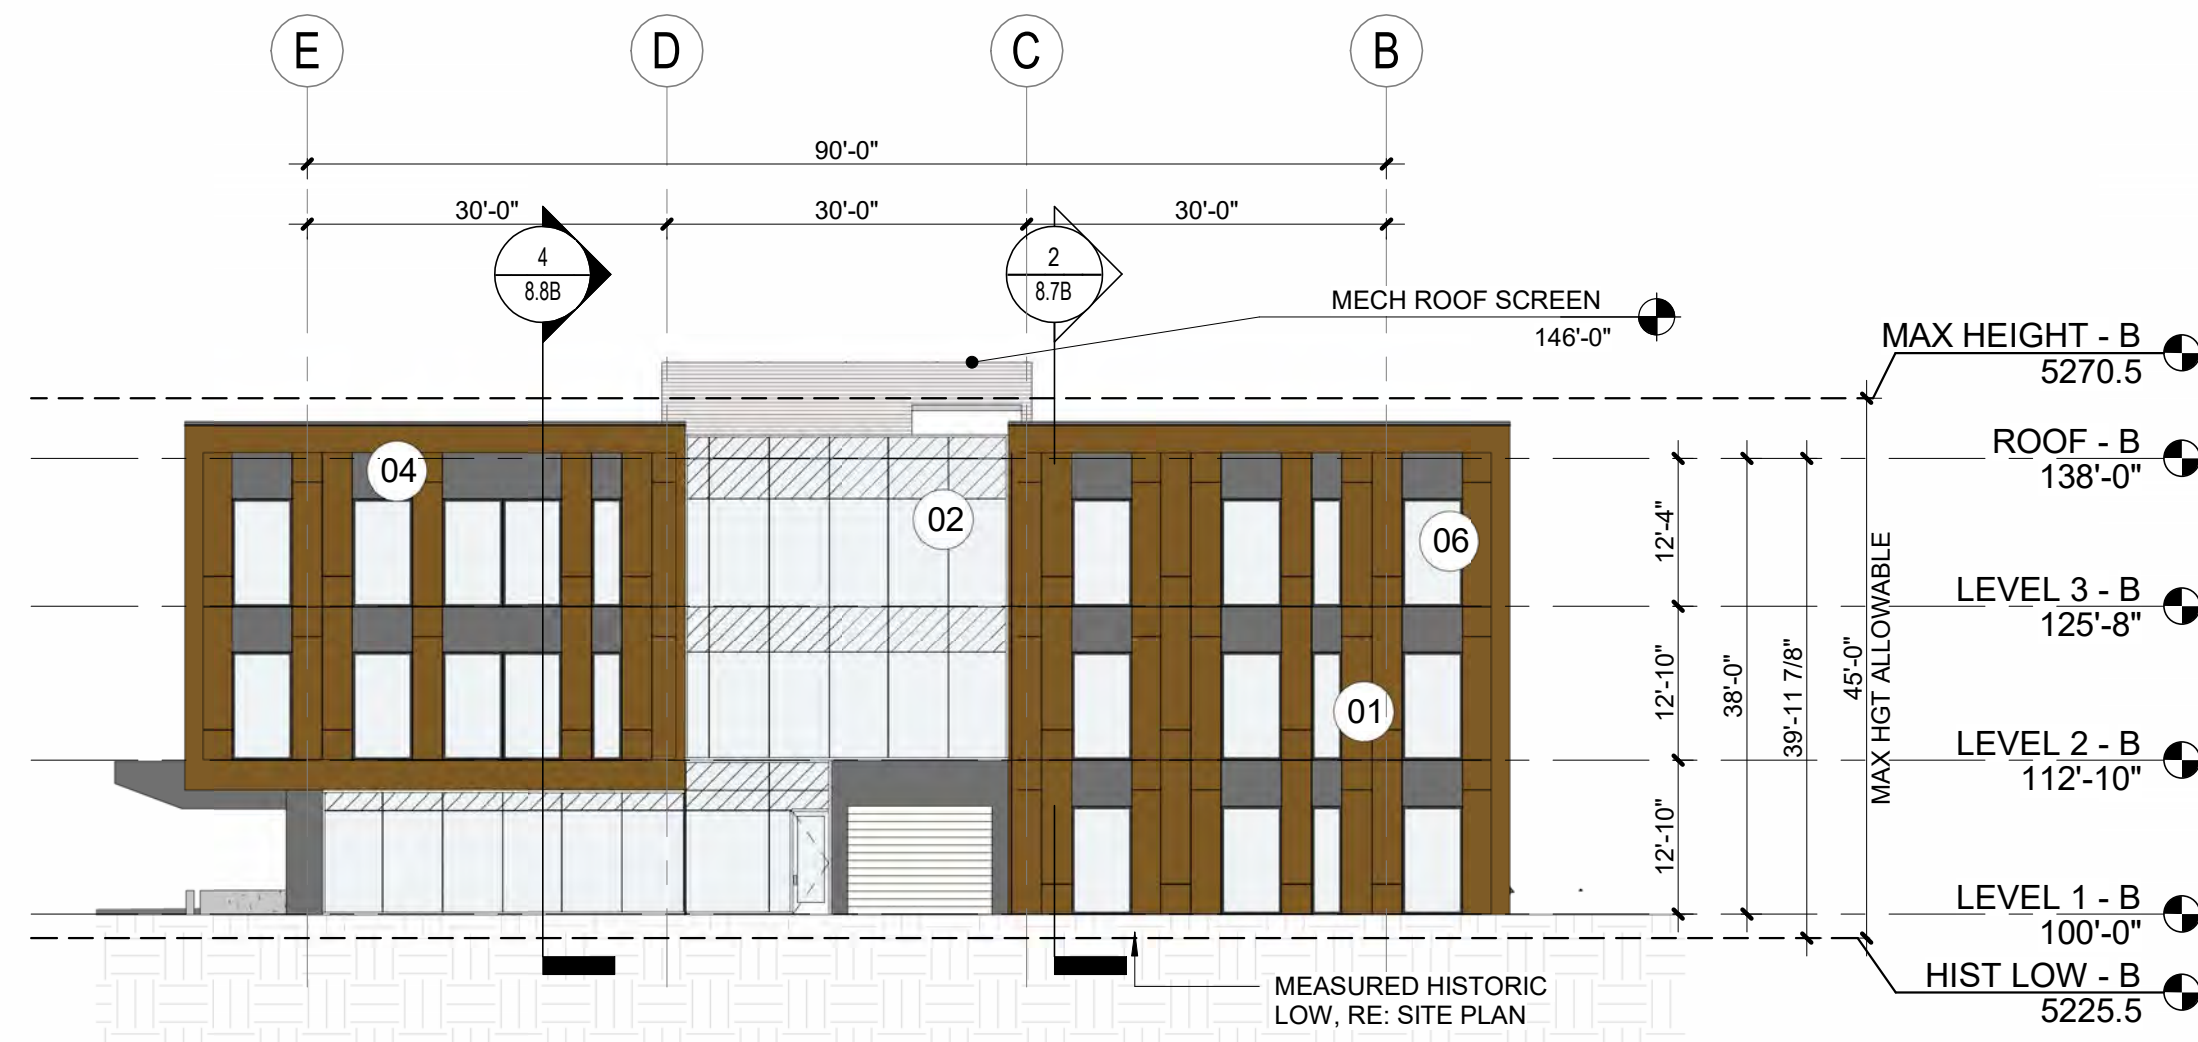 E
D
C
B
90'-0"
30'-0"
30'-0"
30'-0"
4
8.8B
2
8.7B
MECH ROOF SCREEN
146'-0"
MAX HEIGHT - B
5270.5
ROOF - B
138'-0"
LEVEL 3 - B
125'-8"
LEVEL 2 - B
112'-10"
LEVEL 1 - B
100'-0"
HIST LOW - B
5225.5
04
02
06
01
12'-4"
12'-10"
12'-10"
38'-0"
39'-11 7/8"
45'-0"
MAX HGT ALLOWABLE
MEASURED HISTORIC
LOW, RE: SITE PLAN